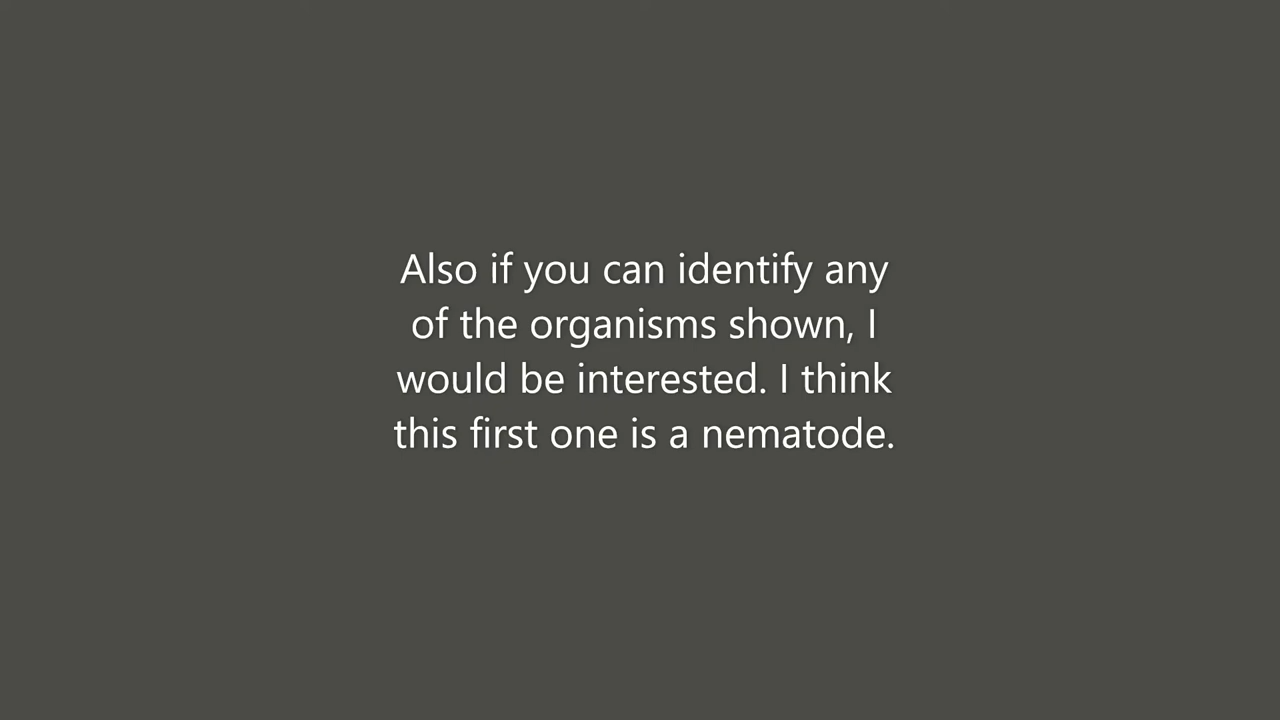 Also if you can identify any
of the organisms shown, I
would be interested. I think
this first one is a nematode.